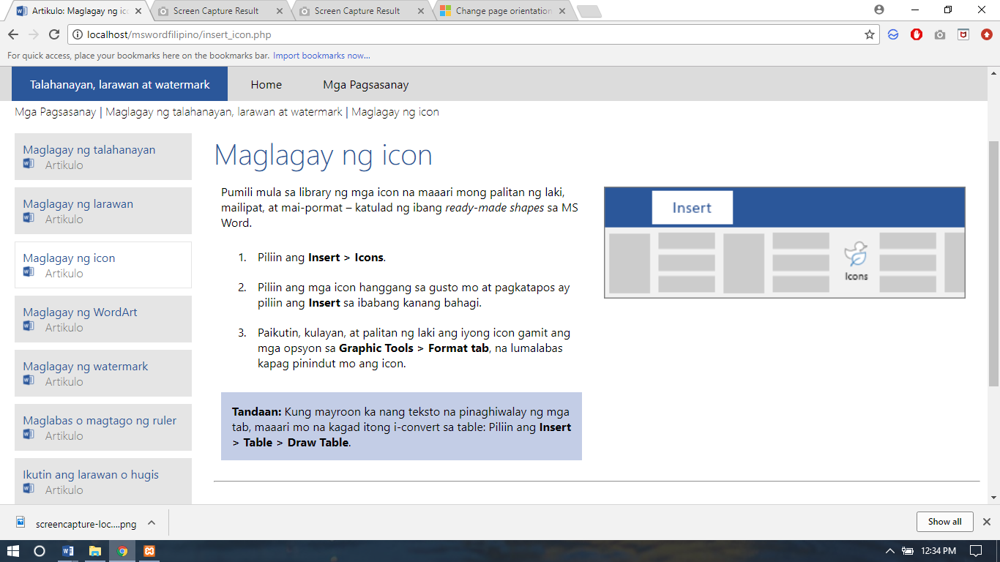 Artikulo: Maglagay ng ic
Screen Capture Result
Screen Capture Result
Change page orientation
localhost/mswordfilipino/insert_icon.php
For quick access, place your bookmarks here on the bookmarks bar. Import bookmarks now...
Talahanayan, larawan at watermark
Home
Mga Pagsasanay
Mga Pagsasanay | Maglagay ng talahanayan, larawan at watermark | Maglagay ng icon
Maglagay ng talahanayan
Artikulo
Maglagay ng larawan
Artikulo
Maglagay ng icon
Artikulo
Maglagay ng WordArt
Artikulo
Maglagay ng watermark
Artikulo
Maglabas o magtago ng ruler
Artikulo
Ikutin ang larawan o hugis
Artikulo
Maglagay ng icon
Pumili mula sa library ng mga icon na maaari mong palitan ng laki,
mailipat, at mai-pormat – katulad ng ibang ready-made shapes sa MS
Word.
1. Piliin ang Insert > Icons.
2. Piliin ang mga icon hanggang sa gusto mo at pagkatapos ay
piliin ang Insert sa ibabang kanang bahagi.
3. Paikutin, kulayan, at palitan ng laki ang iyong icon gamit ang
mga opsyon sa Graphic Tools > Format tab, na lumalabas
kapag pinindut mo ang icon.
Tandaan: Kung mayroon ka nang teksto na pinaghiwalay ng mga
tab, maaari mo na kagad itong i-convert sa table: Piliin ang Insert
> Table > Draw Table.
Insert
Icons
screencapture-loc....png
Show all
12:34 PM